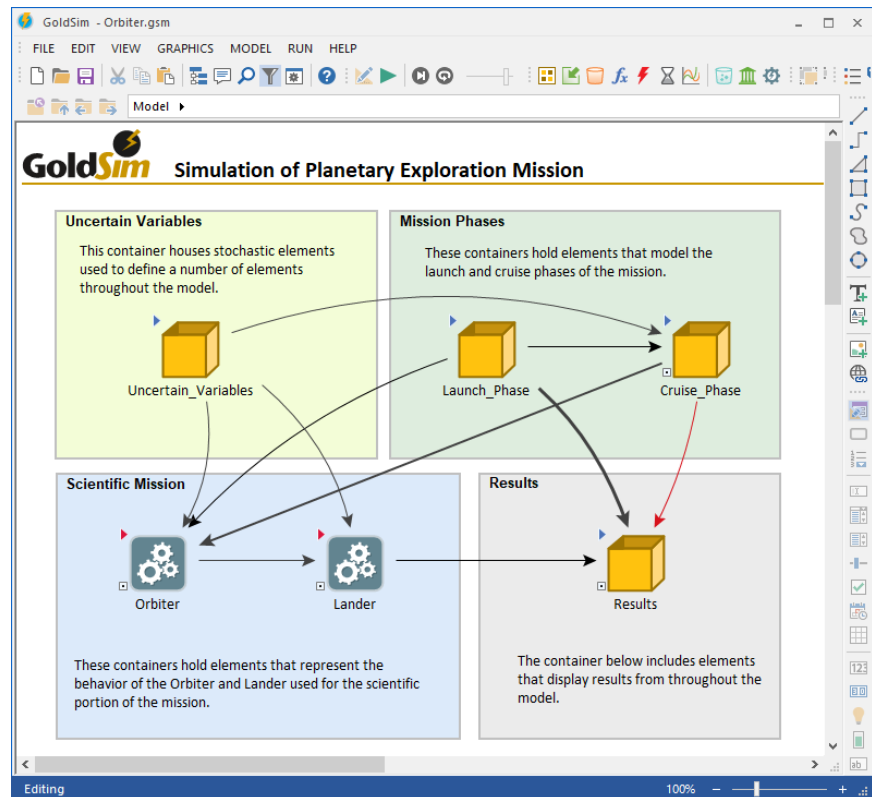 GoldSim - Orbiter.gsm
FILE EDIT VIEW GRAPHICS MODEL RUN HELP
fx
Model
GoldSim
Simulation of Planetary Exploration Mission
Uncertain Variables
This container houses stochastic elements
used to define a number of elements
throughout the model.
Uncertain_Variables
Mission Phases
These containers hold elements that model the
launch and cruise phases of the mission.
Launch_Phase
Cruise_Phase
Scientific Mission
Orbiter
Lander
These containers hold elements that represent the
behavior of the Orbiter and Lander used for the scientific
portion of the mission.
Results
Results
The container below includes elements
that display results from throughout the
model.
123
ab
Editing
100%